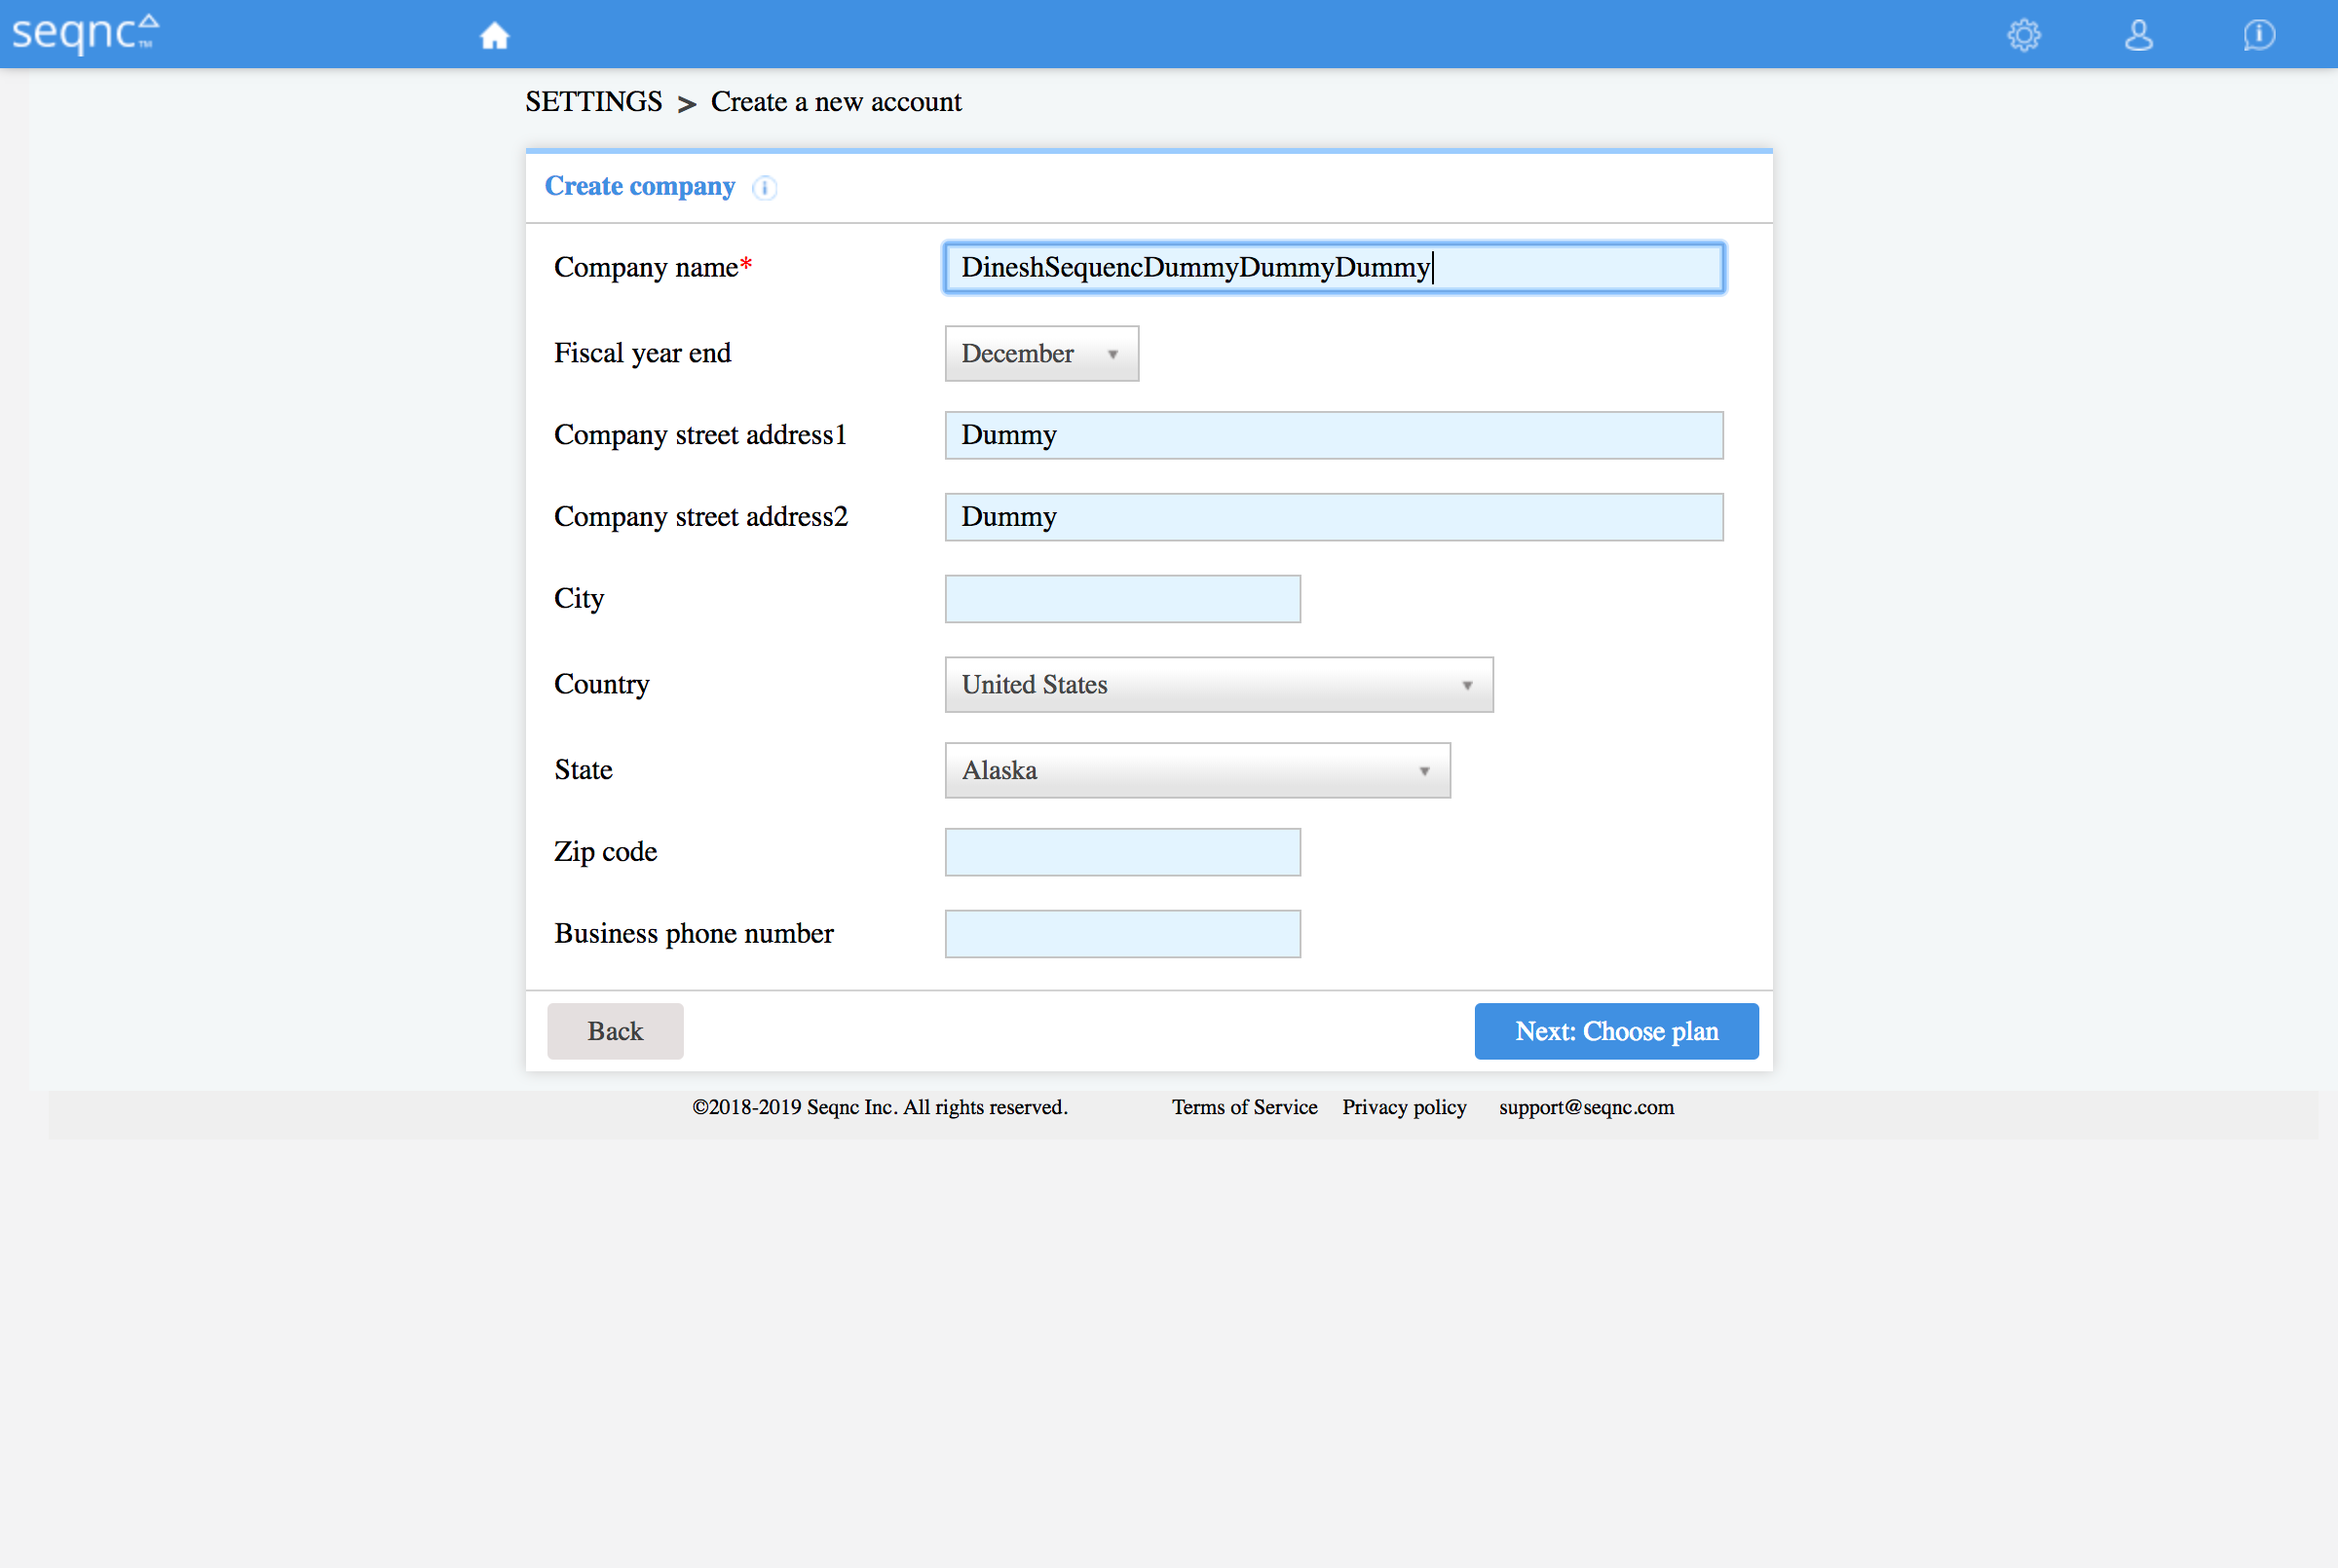 seqnc™
SETTINGS > Create a new account
Create company
Company name* DineshSequencDummyDummyDummy
Fiscal year end December
Company street address1 Dummy
Company street address2 Dummy
City
Country United States
State Alaska
Zip code
Business phone number
Back Next: Choose plan
©2018-2019 Seqnc Inc. All rights reserved. Terms of Service Privacy policy support@seqnc.com